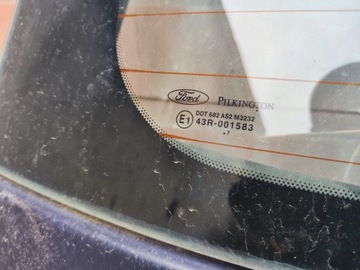 Ford PILKINGTON
DOT 682 AS2 M3232
E1 43R-001583